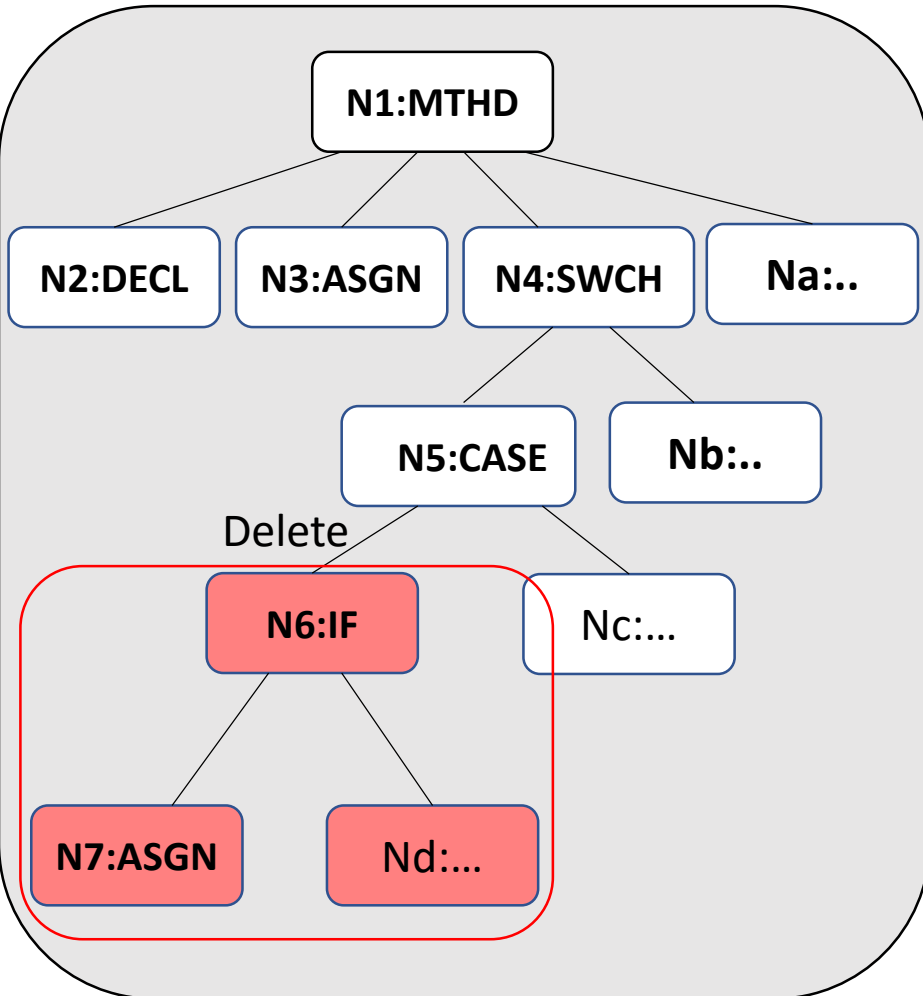 N1:MTHD
N2:DECL
N3:ASGN
N4:SWCH
Na:..
N5:CASE
Nb:..
Delete
N6:IF
Nc:...
N7:ASGN
Nd:...